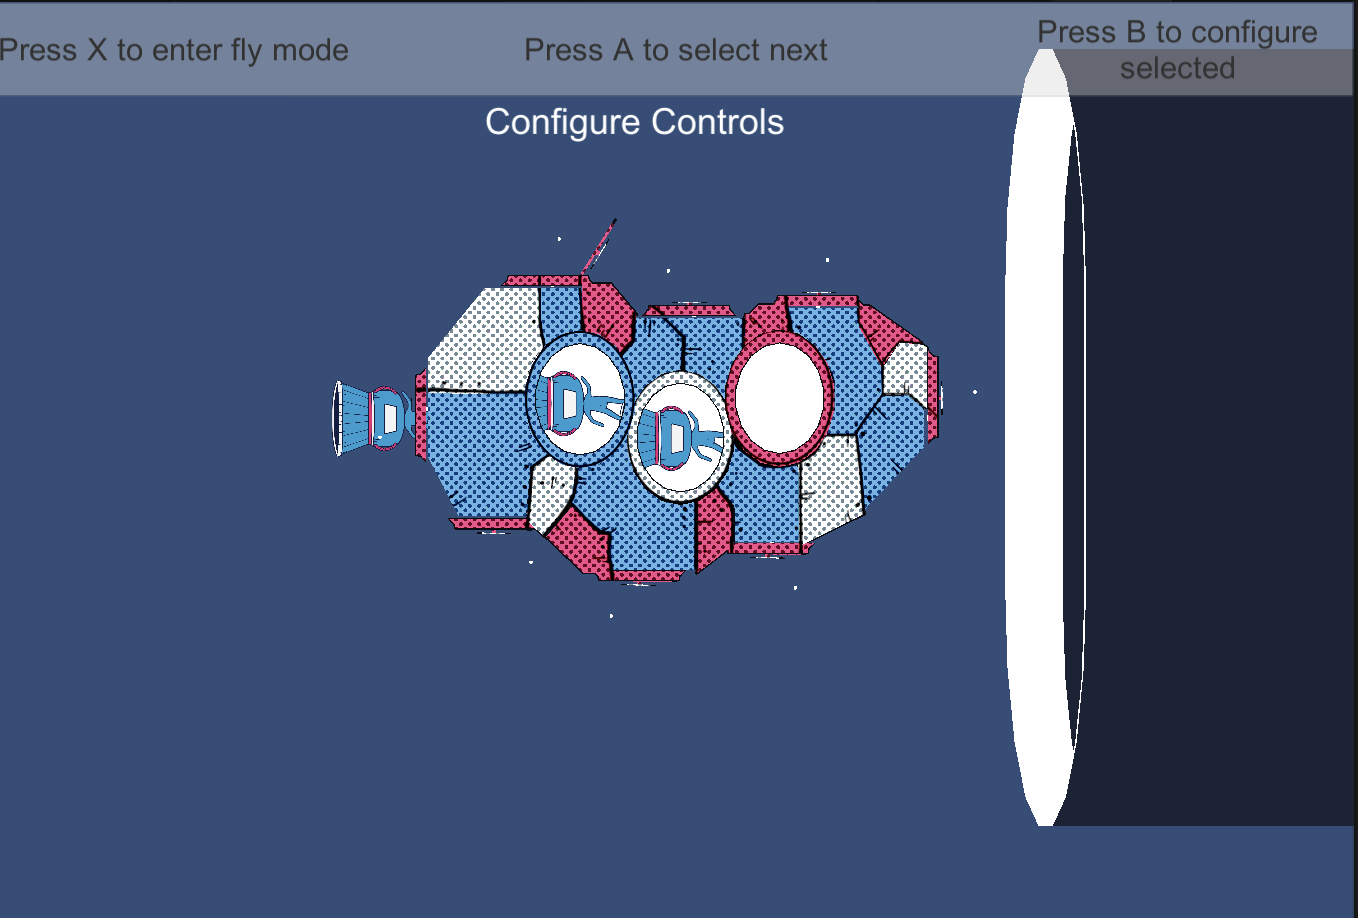 Press X to enter fly mode
Press A to select next
Press B to configure
selected
Configure Controls